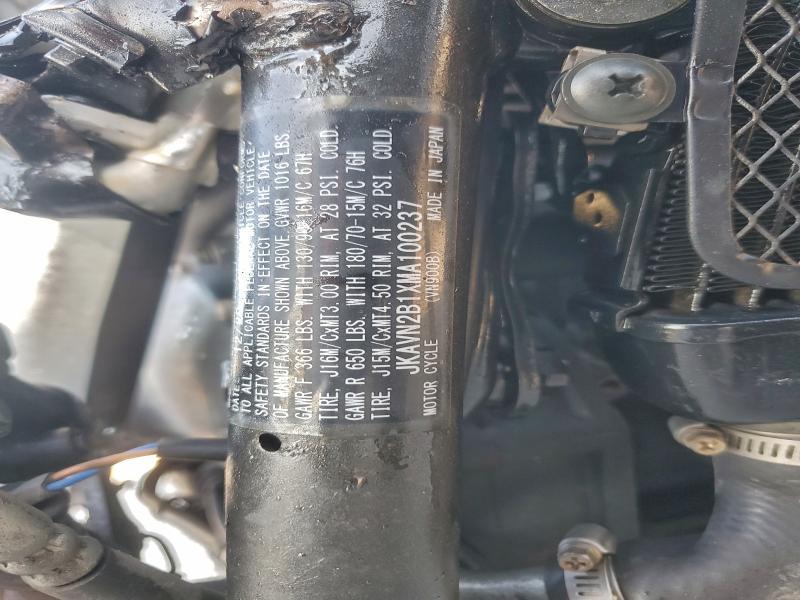 DATE:
TO ALL APPLICABLE VEHICLE
SAFETY STANDARDS IN EFFECT ON THE DATE
OF MANUFACTURE SHOWN ABOVE GVWR 1016 LBS.
GAWR F 366 LBS. WITH 130/90-16M/C 67H
TIRE, J16M/CxMT3.00 RIM, AT 28 PSI. COLD.
GAWR R 650 LBS. WITH 180/70-15M/C 76H
TIRE, J15M/CxMT4.50 RIM, AT 32 PSI. COLD.
JKAVN2B1XMA100237
MOTOR CYCLE (VN900B) MADE IN JAPAN